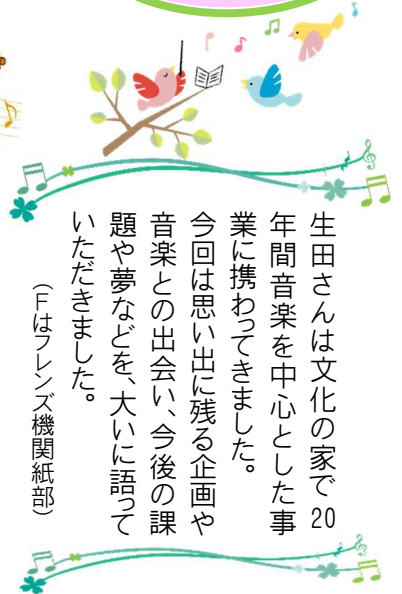 生田さんは文化の家で20
年間音楽を中心とした事
業に携わってきました。
今回は思い出に残る企画や
音楽との出会い、今後の課
題や夢などを、大いに語って
いただきました。
（Fはフレンズ機関紙部）